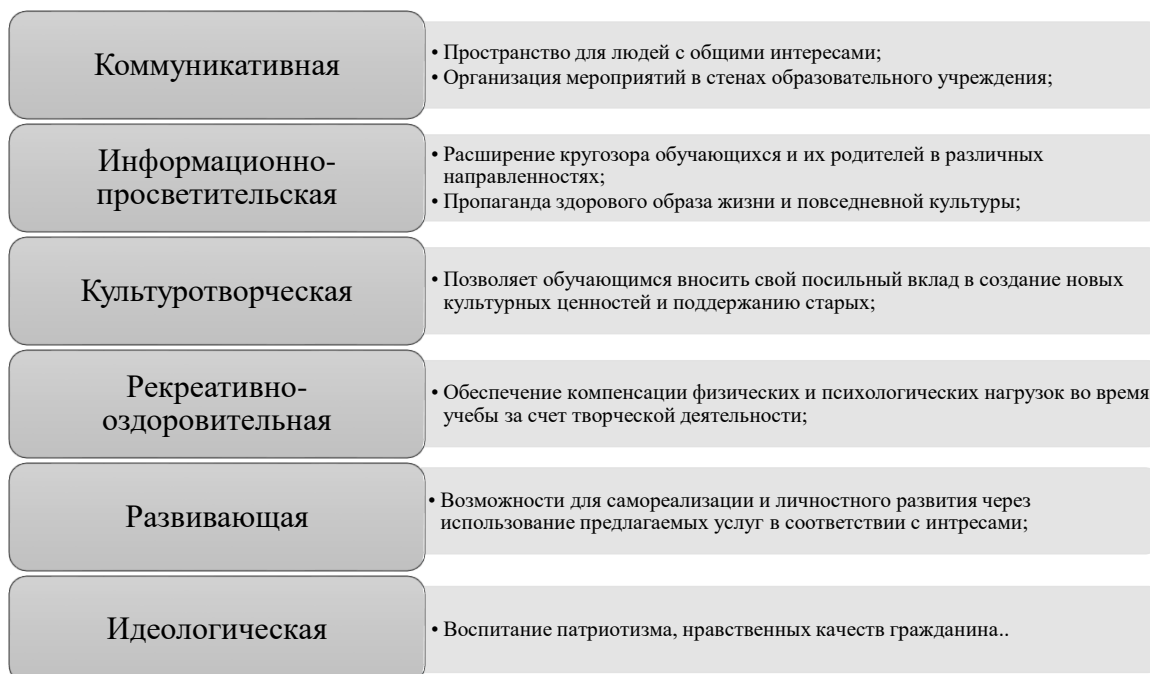 Коммуникативная
• Пространство для людей с общими интересами;
• Организация мероприятий в стенах образовательного учреждения;
Информационно-
просветительская
• Расширение кругозора обучающихся и их родителей в различных
направленностях;
• Пропаганда здорового образа жизни и повседневной культуры;
Культуротворческая
• Позволяет обучающимся вносить свой посильный вклад в создание новых
культурных ценностей и поддержанию старых;
Рекреативно-
оздоровительная
• Обеспечение компенсации физических и психологических нагрузок во время
учебы за счет творческой деятельности;
Развивающая
• Возможности для самореализации и личностного развития через
использование предлагаемых услуг в соответствии с интресами;
Идеологическая
• Воспитание патриотизма, нравственных качеств гражданина..